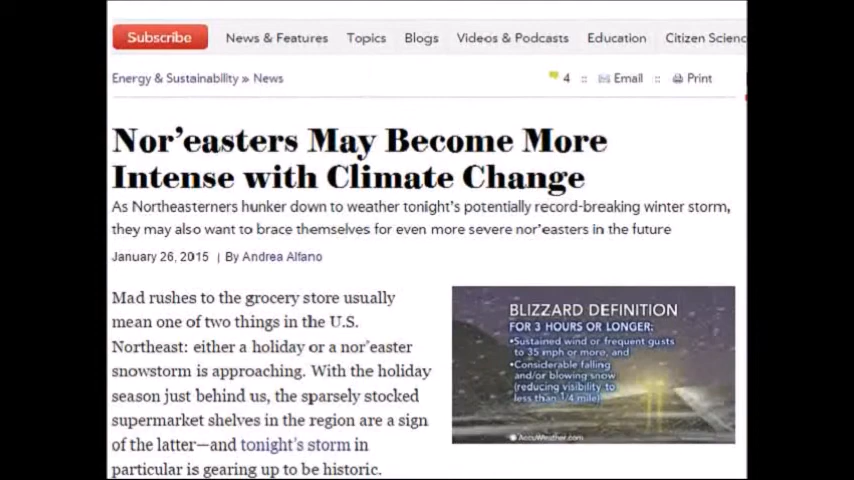 Subscribe News & Features Topics Blogs Videos & Podcasts Education Citizen Scienc
Energy & Sustainability » News
4 :: Email :: Print
Nor'easters May Become More
Intense with Climate Change
As Northeasterners hunker down to weather tonight's potentially record-breaking winter storm,
they may also want to brace themselves for even more severe nor'easters in the future
January 26, 2015 | By Andrea Alfano
Mad rushes to the grocery store usually
mean one of two things in the U.S.
Northeast: either a holiday or a nor'easter
snowstorm is approaching. With the holiday
season just behind us, the sparsely stocked
supermarket shelves in the region are a sign
of the latter—and tonight's storm in
particular is gearing up to be historic.
BLIZZARD DEFINITION
FOR 3 HOURS OR LONGER:
•Sustained wind or frequent gusts
to 35 mph or more, and
•Considerable falling
and/or blowing snow
(reducing visibility to
less than 1/4 mile)
AccuWeather.com